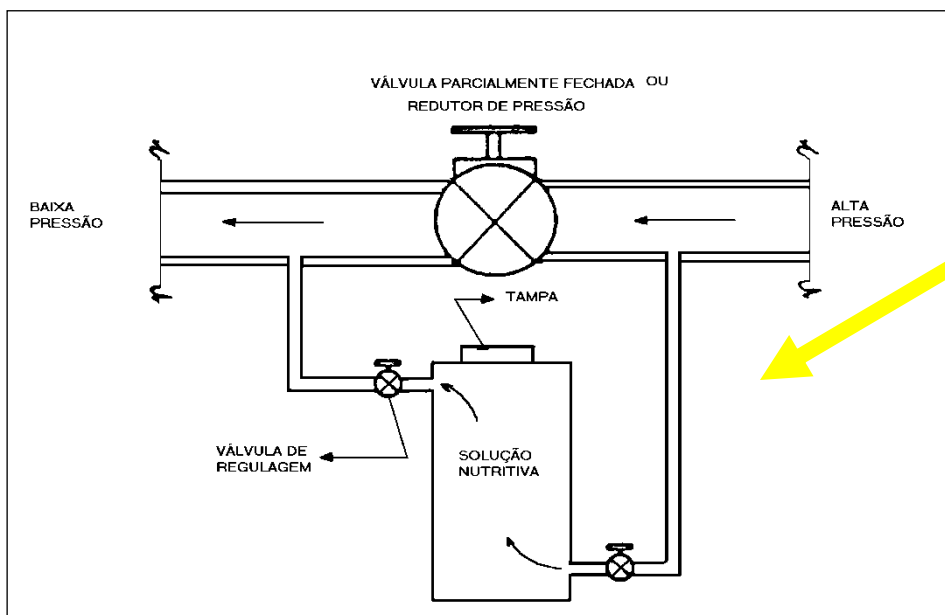 VÁLVULA PARCIALMENTE FECHADA OU
REDUTOR DE PRESSÃO
BAIXA
PRESSÃO
ALTA
PRESSÃO
TAMPA
VÁLVULA DE
REGULAGEM
SOLUÇÃO
NUTRITIVA